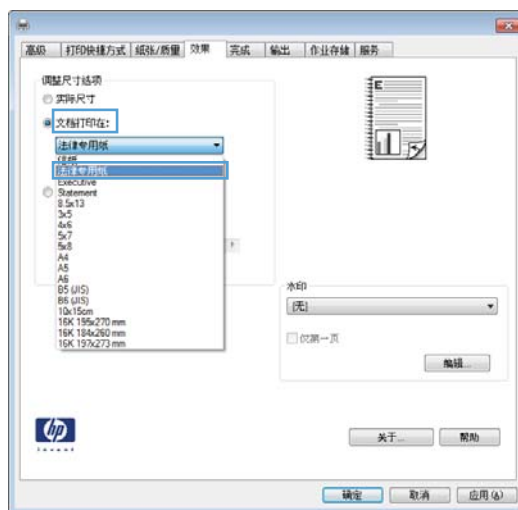 高级 打印快捷方式 纸张/质量 效果 完成 输出 作业存储 服务
调整尺寸选项
实际尺寸
文档打印在:
法律专用纸
信纸
法律专用纸
Executive
Statement
8.5x13
3x5
4x6
5x7
5x8
A4
A5
A6
B5 (JIS)
B6 (JIS)
10x15cm
16K 195x270 mm
16K 184x260 mm
16K 197x273 mm
E
水印
[无]
仅第一页
编辑...
hp
invent
关于... 帮助
确定 取消 应用(A)